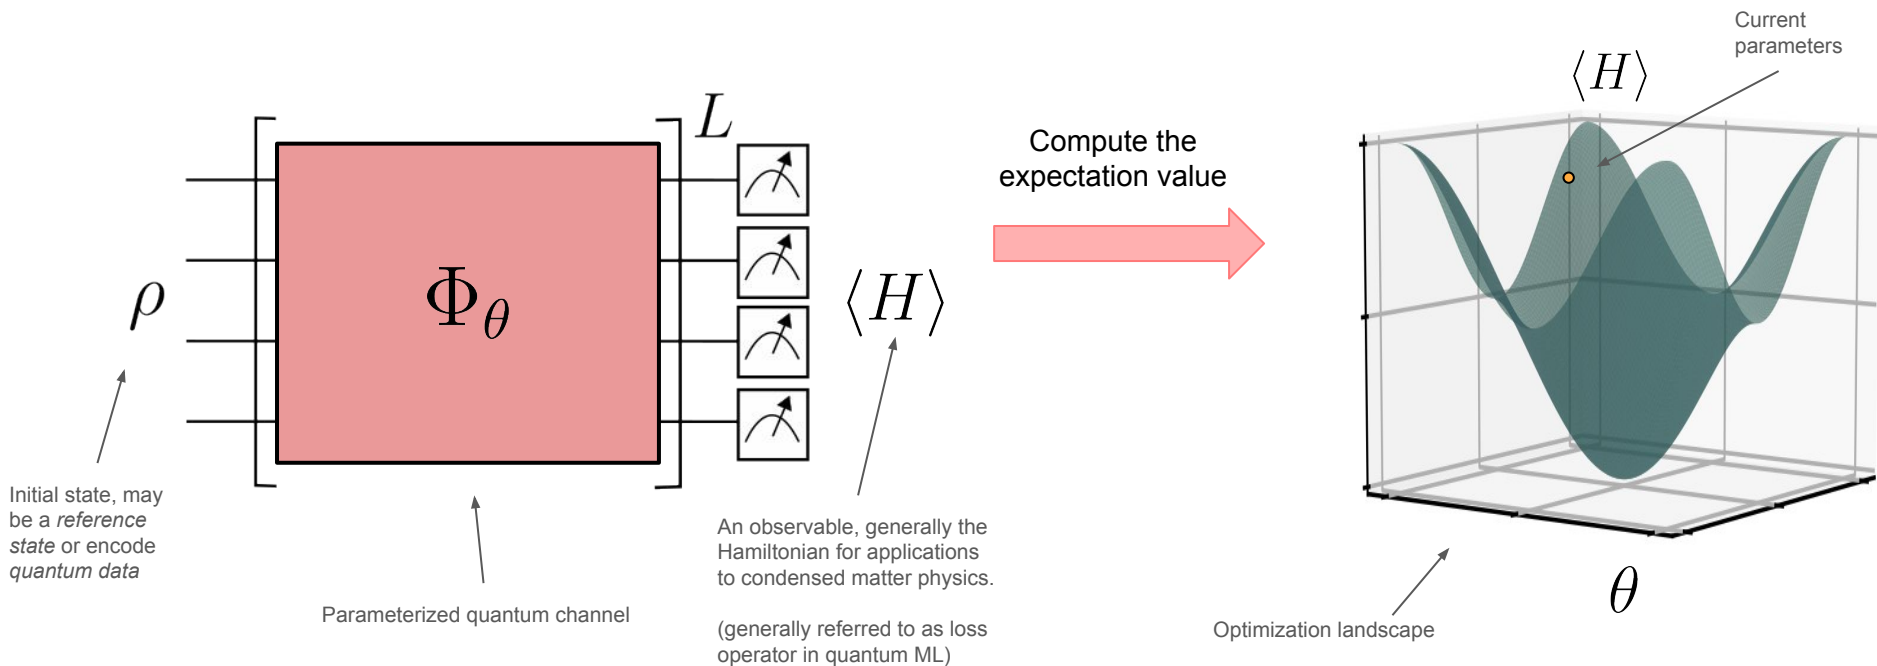 ρ
Initial state, may
be a reference
state or encode
quantum data
Φθ
L
Parameterized quantum channel
⟨H⟩
An observable, generally the
Hamiltonian for applications
to condensed matter physics.
(generally referred to as loss
operator in quantum ML)
Compute the
expectation value
Current
parameters
⟨H⟩
θ
Optimization landscape